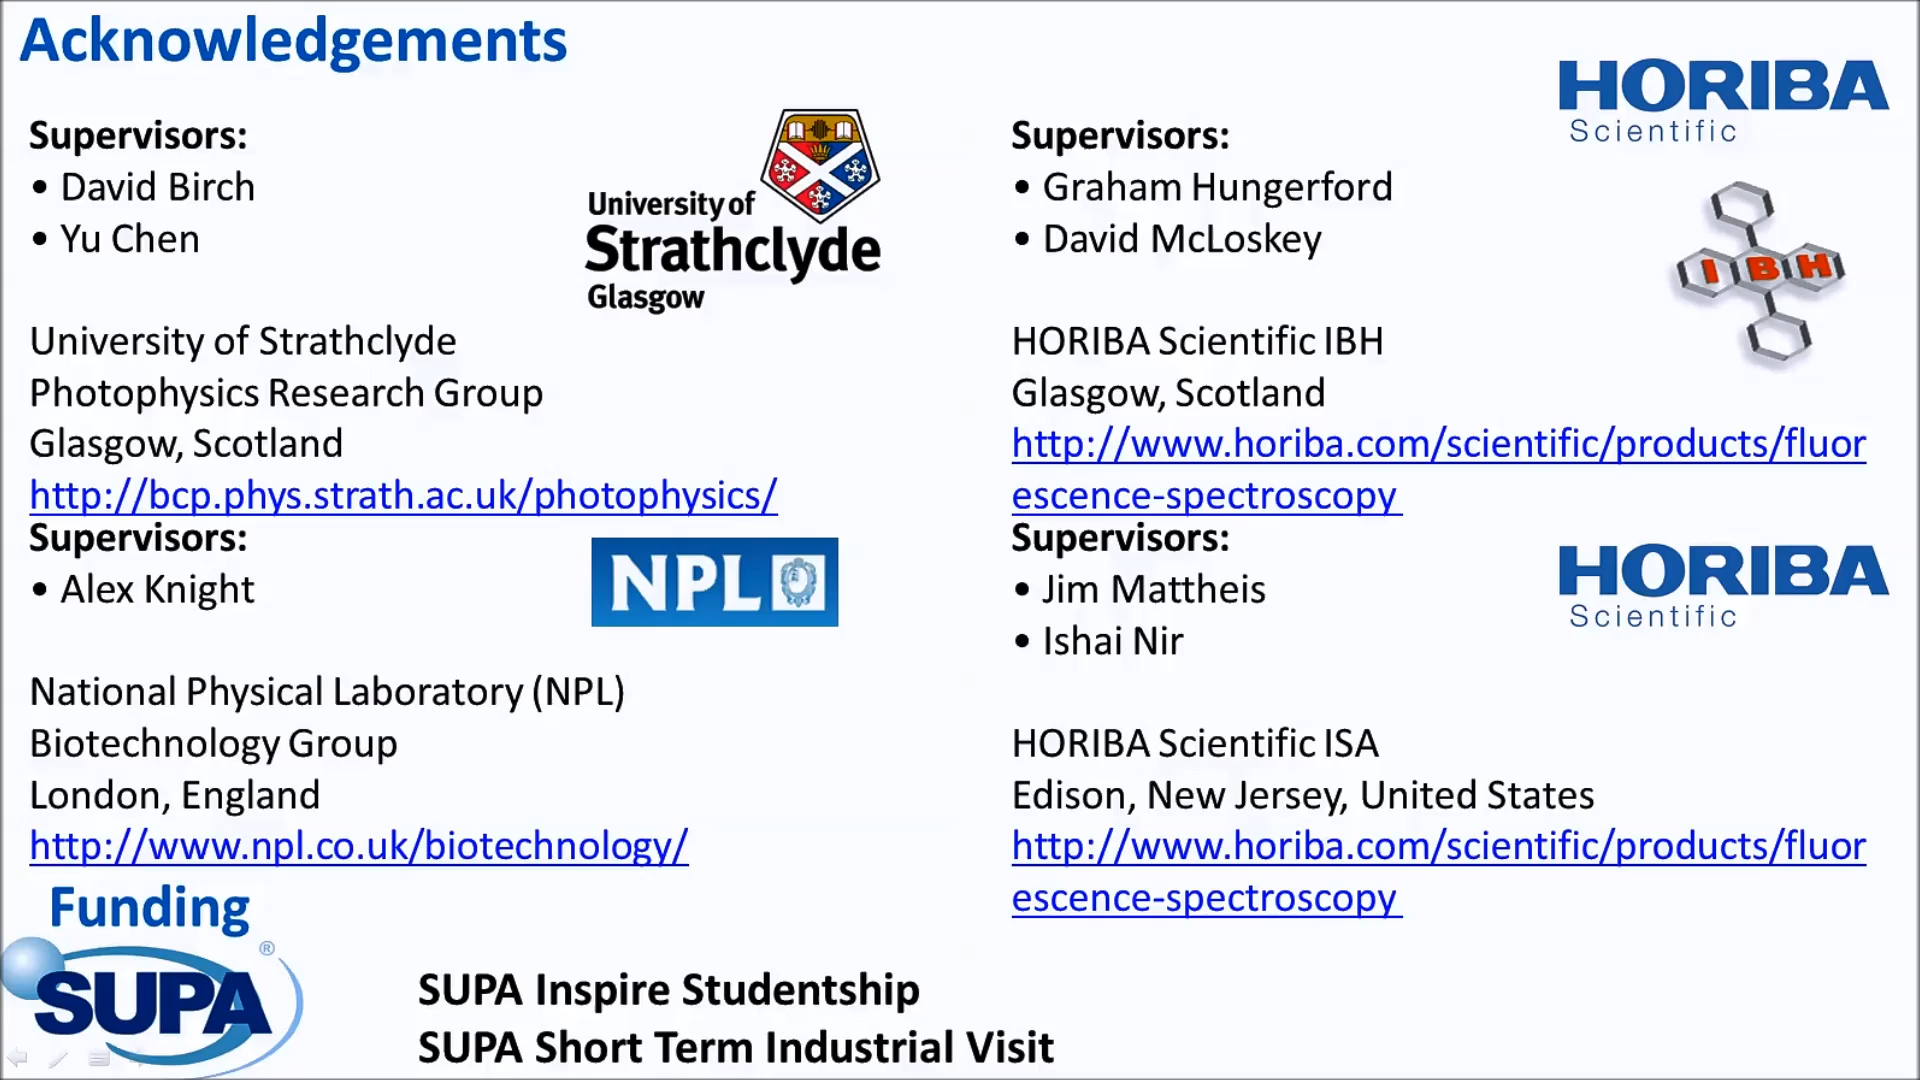 Acknowledgements
Supervisors:
• David Birch
• Yu Chen
University of
Strathclyde
Glasgow
University of Strathclyde
Photophysics Research Group
Glasgow, Scotland
http://bcp.phys.strath.ac.uk/photophysics/
Supervisors:
• Graham Hungerford
• David McLoskey
HORIBA
Scientific
IBH
HORIBA Scientific IBH
Glasgow, Scotland
http://www.horiba.com/scientific/products/fluor
escence-spectroscopy
Supervisors:
• Alex Knight
NPL
National Physical Laboratory (NPL)
Biotechnology Group
London, England
http://www.npl.co.uk/biotechnology/
Supervisors:
• Jim Mattheis
• Ishai Nir
HORIBA
Scientific
HORIBA Scientific ISA
Edison, New Jersey, United States
http://www.horiba.com/scientific/products/fluor
escence-spectroscopy
Funding
SUPA®
SUPA Inspire Studentship
SUPA Short Term Industrial Visit